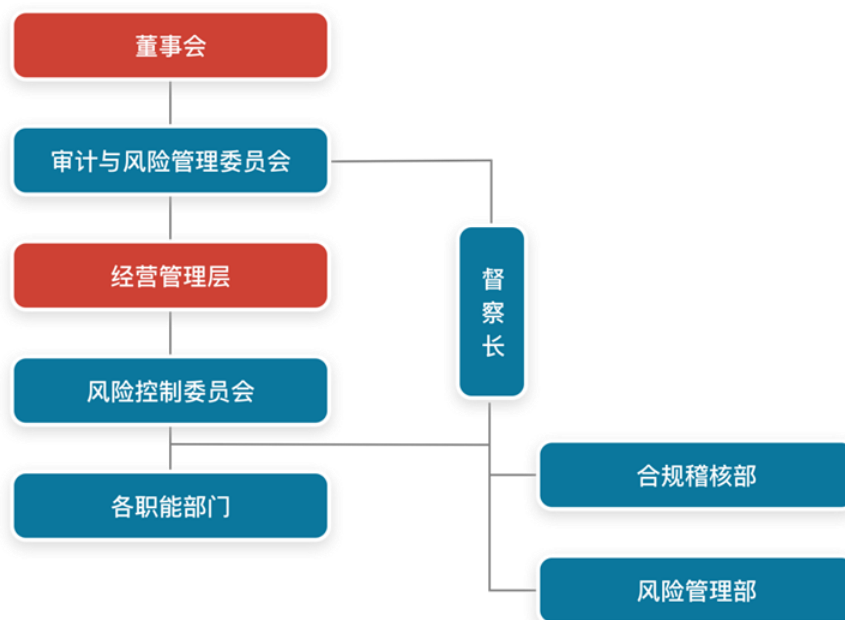 董事会
审计与风险管理委员会
经营管理层
督察长
风险控制委员会
合规稽核部
各职能部门
风险管理部